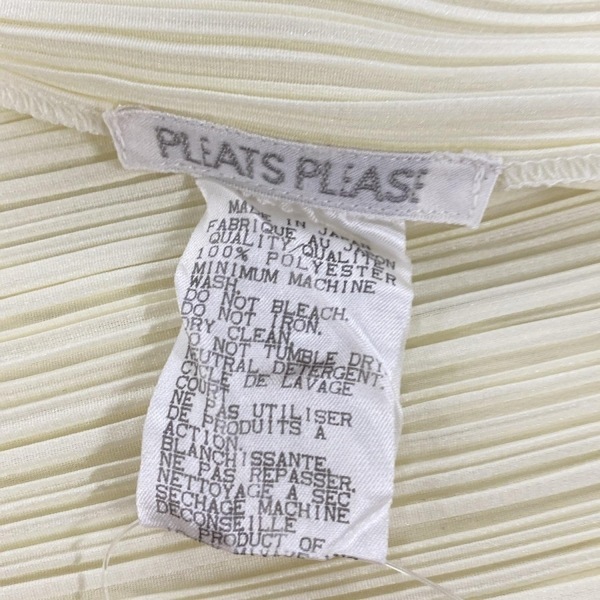 PLEATS PLEASE
MADE IN JAPAN
FABRIQUE AU JAPON
QUALITY QUALITE
100% POLYESTER
MINIMUM MACHINE
WASH.
DO NOT BLEACH.
DO NOT IRON.
DRY CLEAN.
NOT TUMBLE DRY.
NEUTRAL DETERGENT.
CYCLE DE LAVAGE
COURT
NE PAS UTILISER
DE PRODUITS A
ACTION
BLANCHISSANTE.
NE PAS REPASSER.
NETTOYAGE A SEC
SECHAGE MACHINE
DECONSEILLE
PRODUCT OF